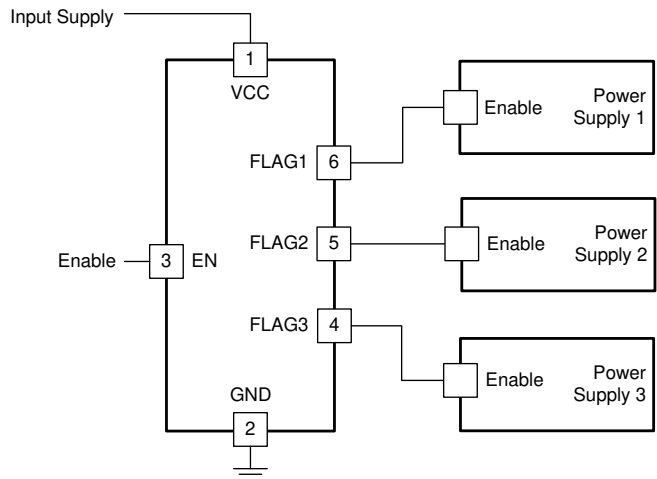 Input Supply
1
VCC
Enable
Power
Supply 1
FLAG1
6
FLAG2
5
Enable
Power
Supply 2
Enable
3
EN
FLAG3
4
Enable
Power
Supply 3
GND
2